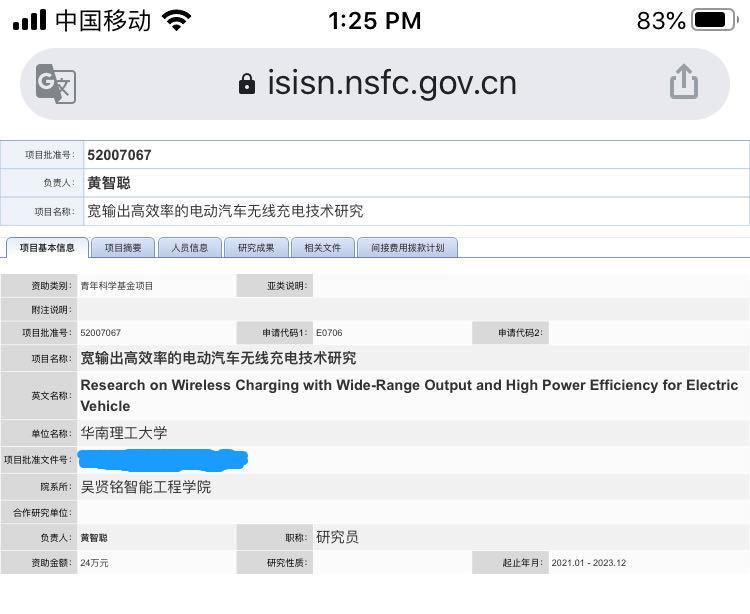 中国移动 1:25 PM 83%
isisn.nsfc.gov.cn
项目批准号: 52007067
负责人: 黄智聪
项目名称: 宽输出高效率的电动汽车无线充电技术研究
项目基本信息 项目摘要 人员信息 研究成果 相关文件 间接费用拨款计划
资助类别: 青年科学基金项目 亚类说明:
附注说明:
项目批准号: 52007067 申请代码1: E0706 申请代码2:
项目名称: 宽输出高效率的电动汽车无线充电技术研究
英文名称: Research on Wireless Charging with Wide-Range Output and High Power Efficiency for Electric
Vehicle
单位名称: 华南理工大学
项目批准文件号:
院系所: 吴贤铭智能工程学院
合作研究单位:
负责人: 黄智聪 职称: 研究员
资助金额: 24万元 研究性质: 起止年月: 2021.01 - 2023.12